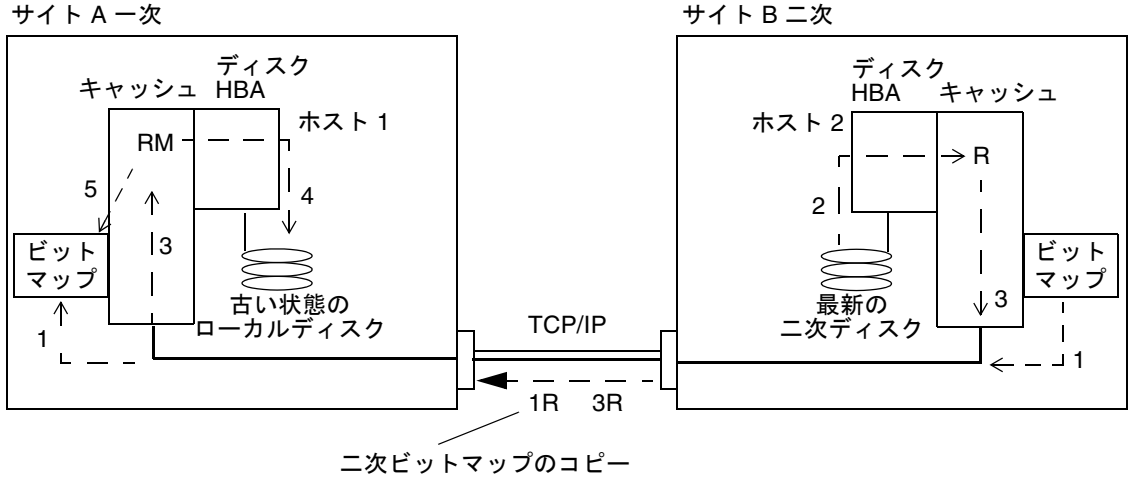 サイト A 一次
サイト B 二次
ディスク
HBA
キャッシュ
ホスト 1
RM
5
4
3
ビット
マップ
1
古い状態の
ローカルディスク
TCP/IP
1R 3R
二次ビットマップのコピー
ディスク
HBA
キャッシュ
ホスト 2
R
2
3
ビット
マップ
1
最新の
二次ディスク